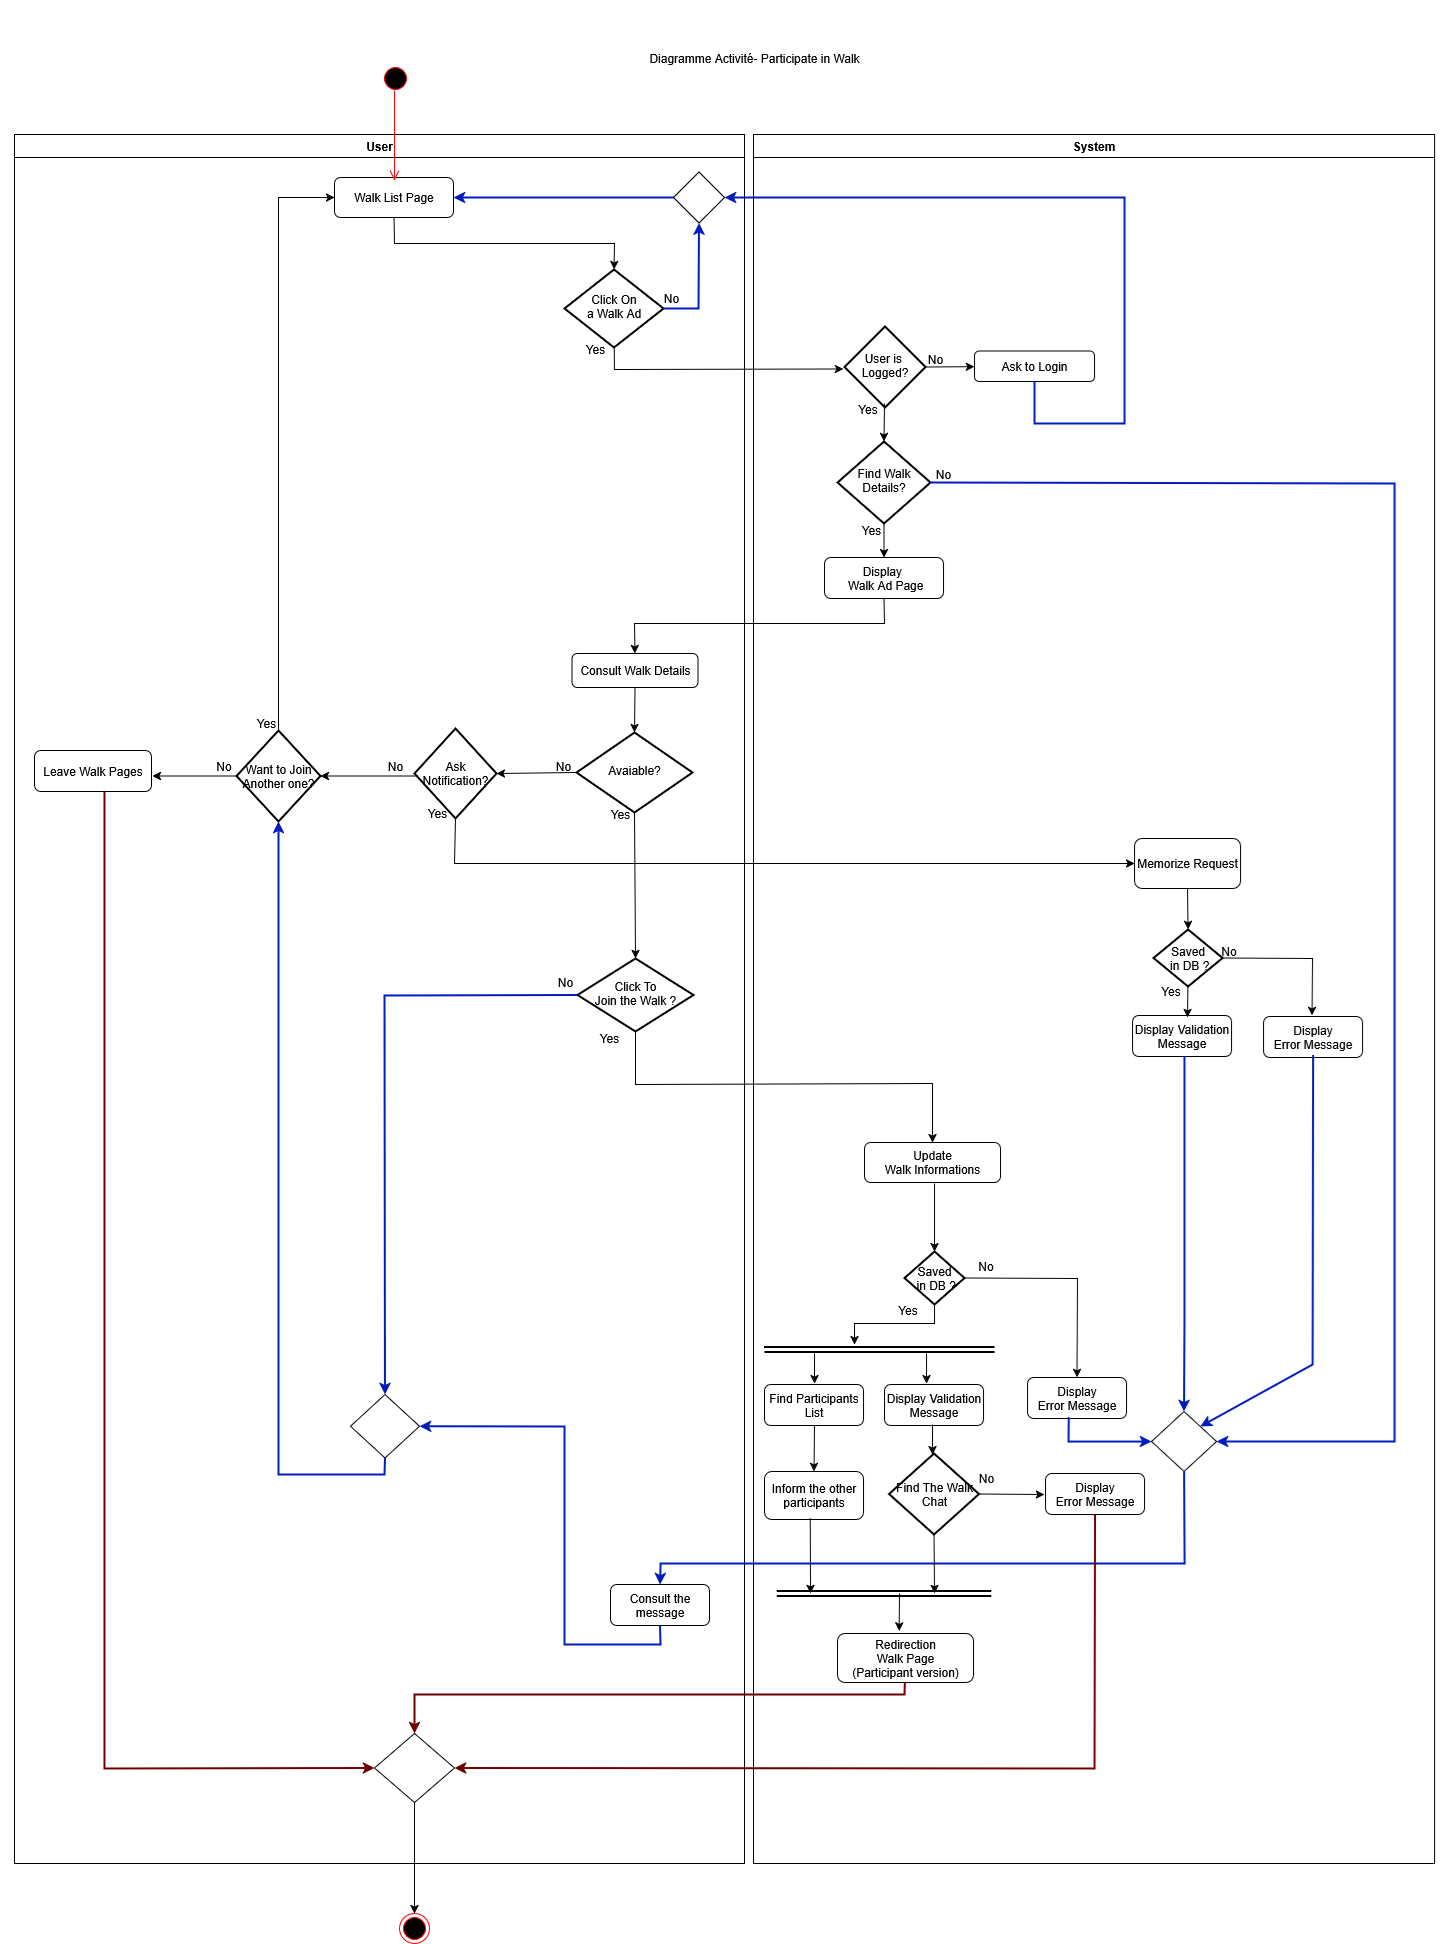 Diagramme Activité- Participate in Walk
User
System
Walk List Page
Click On
a Walk Ad
No
Yes
User is
Logged?
No
Ask to Login
Yes
Find Walk
Details?
No
Yes
Display
Walk Ad Page
Consult Walk Details
Yes
Leave Walk Pages
No
Want to Join
Another one?
No
Ask
Notification?
No
Avaiable?
Yes
Yes
Memorize Request
Saved
in DB ?
No
Yes
Click To
Join the Walk ?
No
Yes
Display Validation
Message
Display
Error Message
Update
Walk Informations
Saved
in DB ?
No
Yes
Find Participants
List
Display Validation
Message
Display
Error Message
Inform the other
participants
Find The Walk
Chat
No
Display
Error Message
Consult the
message
Redirection
Walk Page
(Participant version)